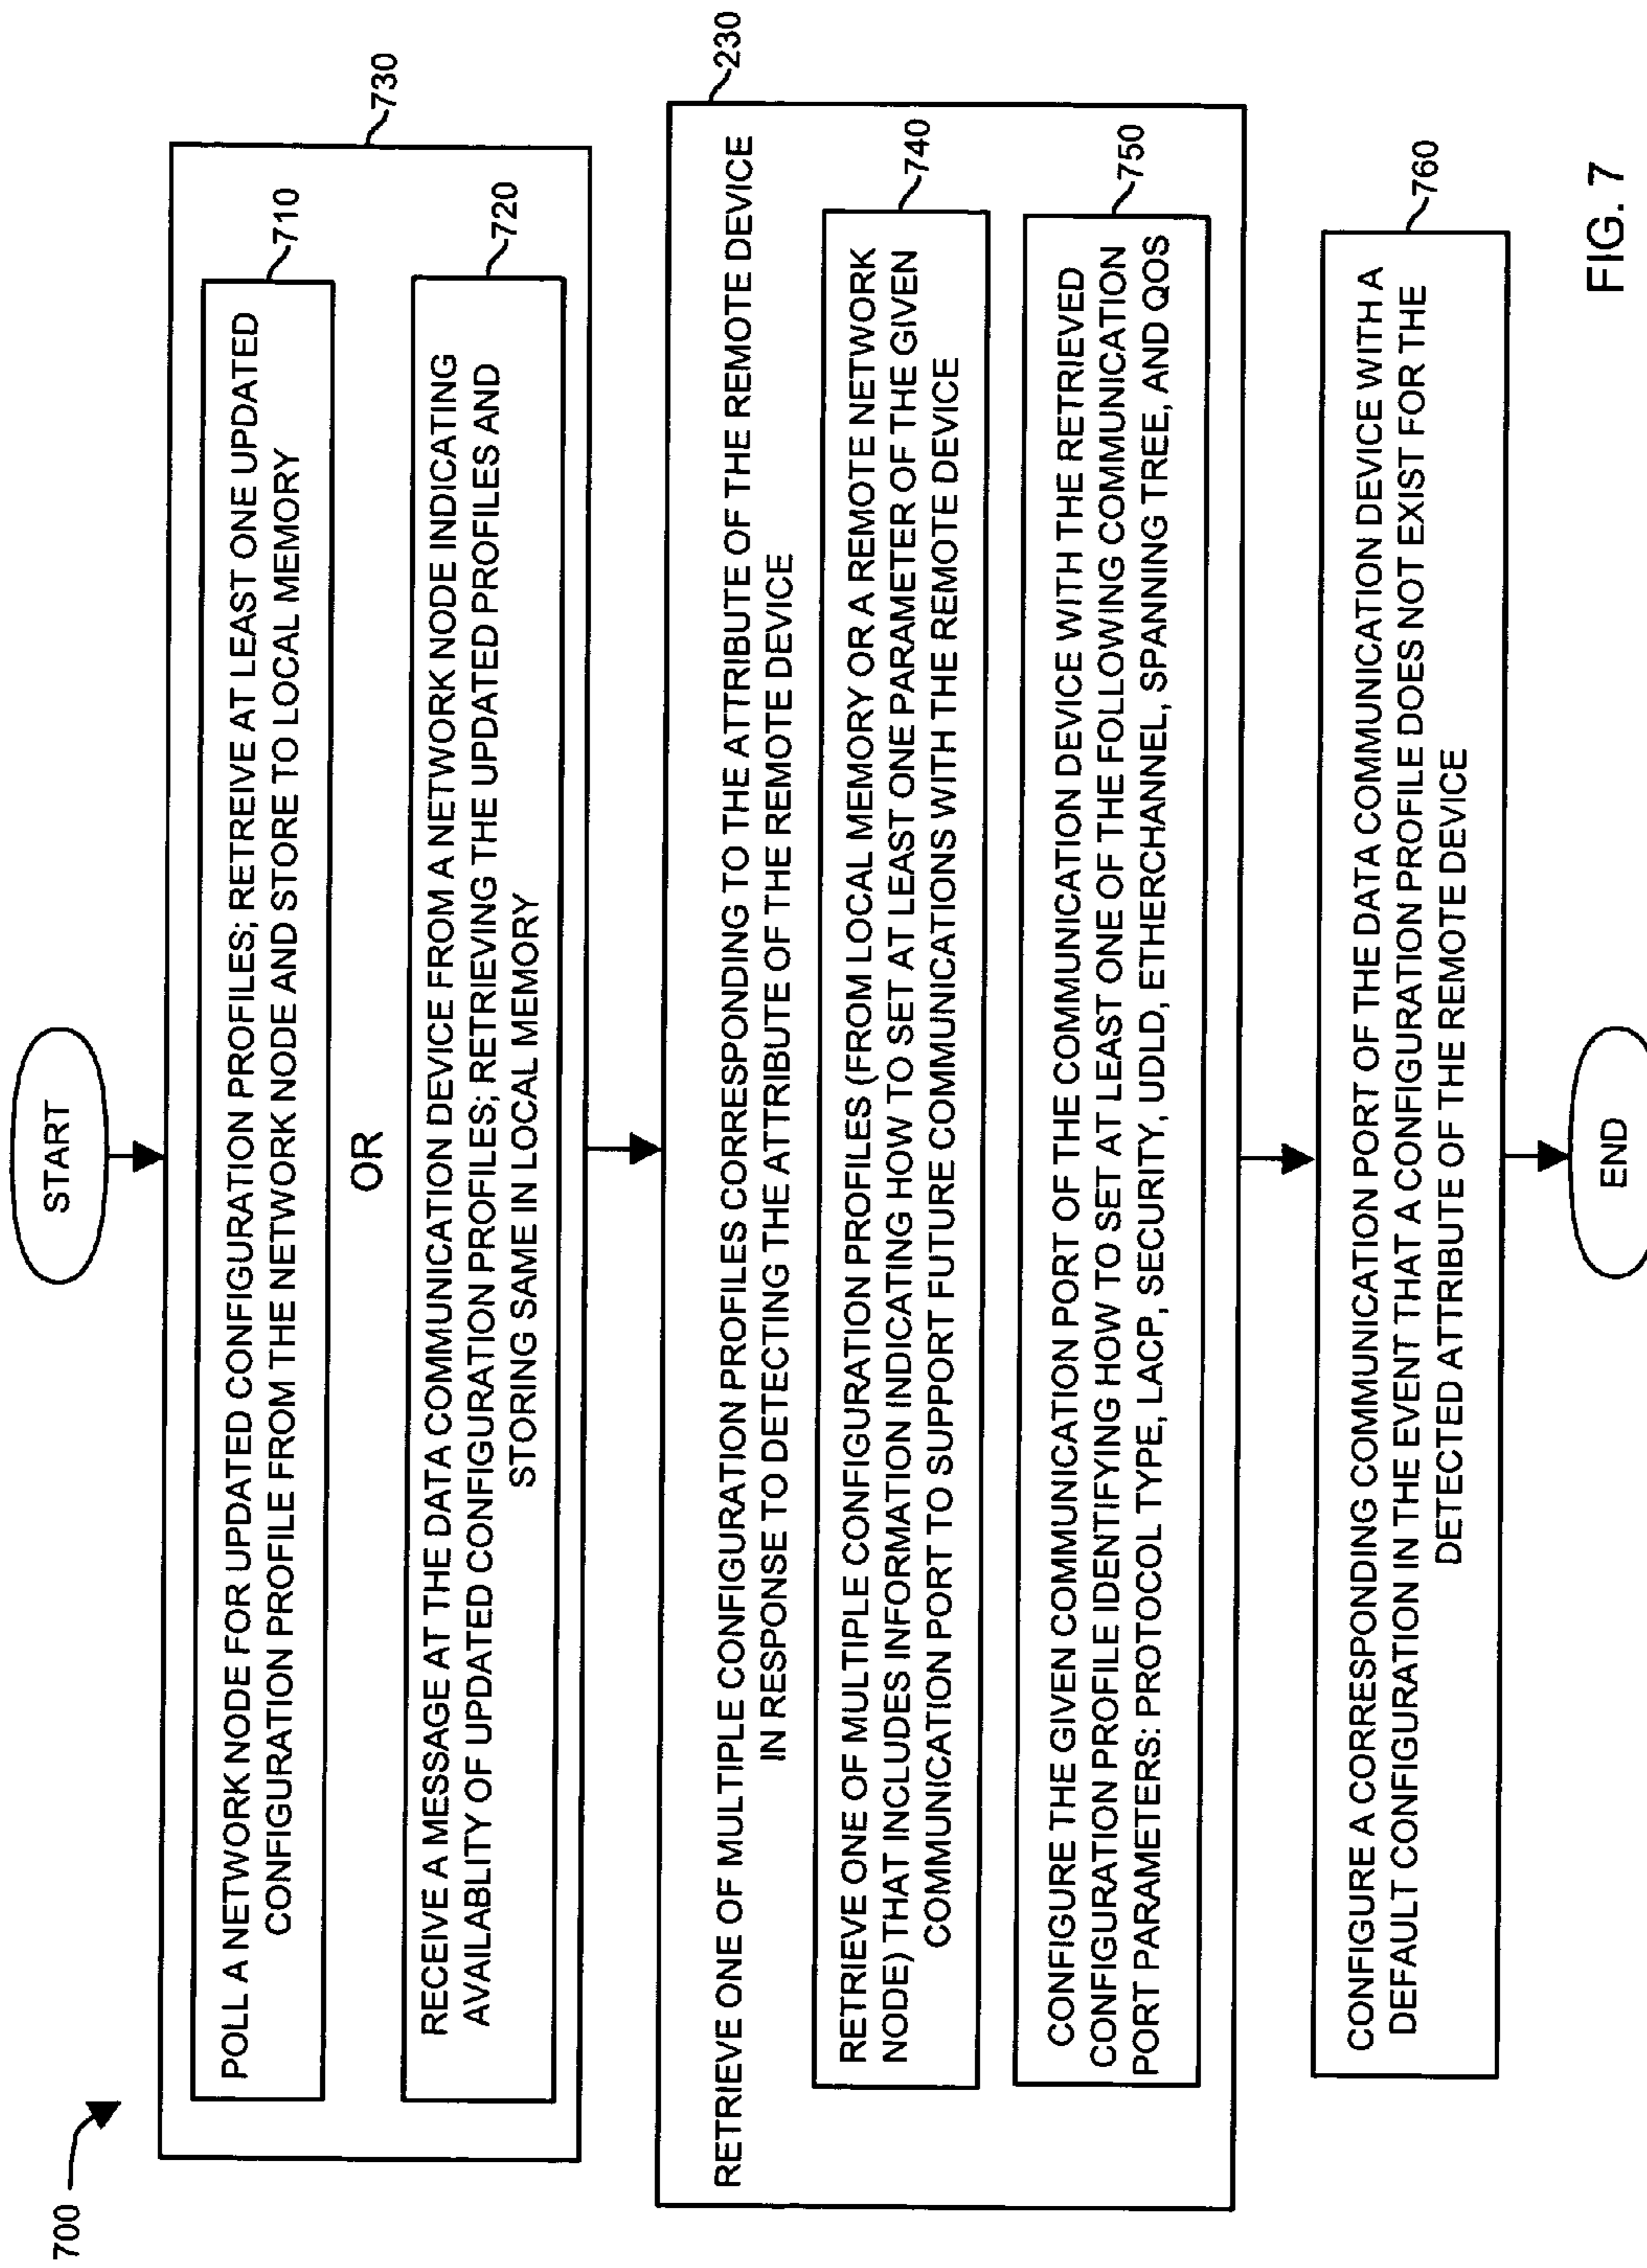 700
START
730
POLL A NETWORK NODE FOR UPDATED CONFIGURATION PROFILES; RETREIVE AT LEAST ONE UPDATED
CONFIGURATION PROFILE FROM THE NETWORK NODE AND STORE TO LOCAL MEMORY
710
OR
RECEIVE A MESSAGE AT THE DATA COMMUNICATION DEVICE FROM A NETWORK NODE INDICATING
AVAILABLITY OF UPDATED CONFIGURATION PROFILES; RETRIEVING THE UPDATED PROFILES AND
STORING SAME IN LOCAL MEMORY
720
230
RETRIEVE ONE OF MULTIPLE CONFIGURATION PROFILES CORRESPONDING TO THE ATTRIBUTE OF THE REMOTE DEVICE
IN RESPONSE TO DETECTING THE ATTRIBUTE OF THE REMOTE DEVICE
RETRIEVE ONE OF MULTIPLE CONFIGURATION PROFILES (FROM LOCAL MEMORY OR A REMOTE NETWORK
NODE) THAT INCLUDES INFORMATION INDICATING HOW TO SET AT LEAST ONE PARAMETER OF THE GIVEN
COMMUNICATION PORT TO SUPPORT FUTURE COMMUNICATIONS WITH THE REMOTE DEVICE
740
CONFIGURE THE GIVEN COMMUNICATION PORT OF THE COMMUNICATION DEVICE WITH THE RETRIEVED
CONFIGURATION PROFILE IDENTIFYING HOW TO SET AT LEAST ONE OF THE FOLLOWING COMMUNICATION
PORT PARAMETERS: PROTOCOL TYPE, LACP, SECURITY, UDLD, ETHERCHANNEL, SPANNING TREE, AND QOS
750
CONFIGURE A CORRESPONDING COMMUNICATION PORT OF THE DATA COMMUNICATION DEVICE WITH A
DEFAULT CONFIGURATION IN THE EVENT THAT A CONFIGURATION PROFILE DOES NOT EXIST FOR THE
DETECTED ATTRIBUTE OF THE REMOTE DEVICE
760
END
FIG. 7